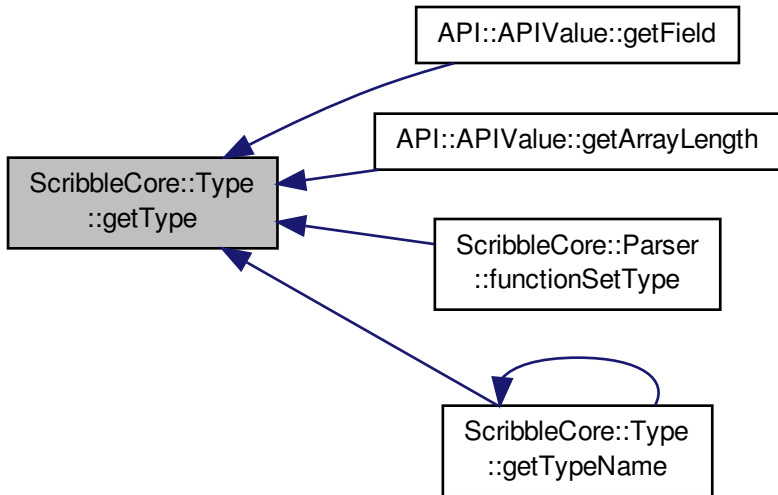 API::APIValue::getField
API::APIValue::getArrayLength
ScribbleCore::Type
::getType
ScribbleCore::Parser
::functionSetType
ScribbleCore::Type
::getTypeName